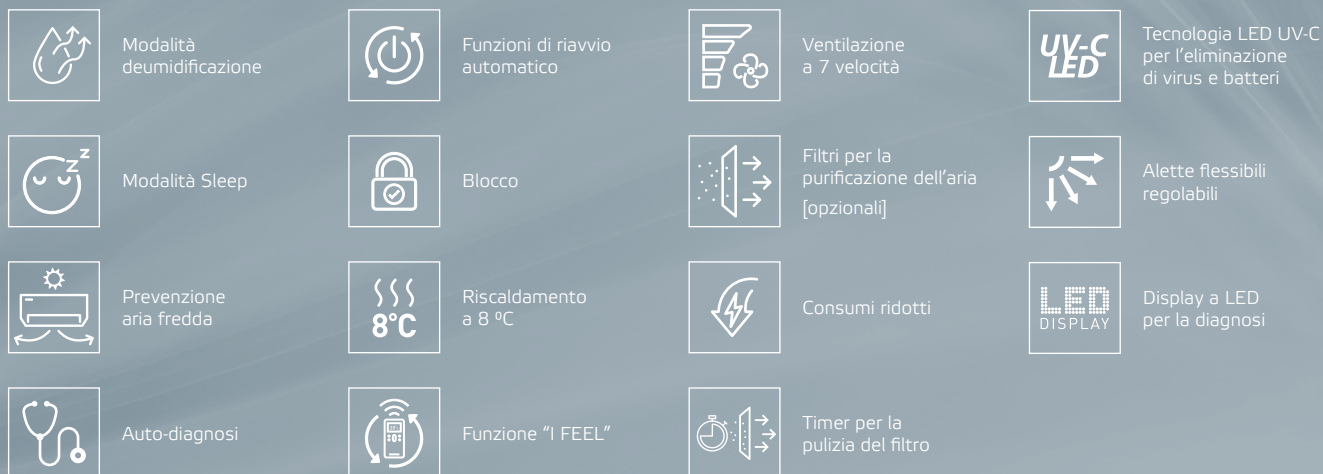 Modalità
deumidificazione
Funzioni di riavvio
automatico
Ventilazione
a 7 velocità
UV-C
LED
Tecnologia LED UV-C
per l'eliminazione
di virus e batteri
z z
Modalità Sleep
Blocco
Filtri per la
purificazione dell'aria
[opzionali]
Alette flessibili
regolabili
Prevenzione
aria fredda
8°C
Riscaldamento
a 8 ºC
Consumi ridotti
LED
DISPLAY
Display a LED
per la diagnosi
Auto-diagnosi
Funzione "I FEEL"
Timer per la
pulizia del filtro